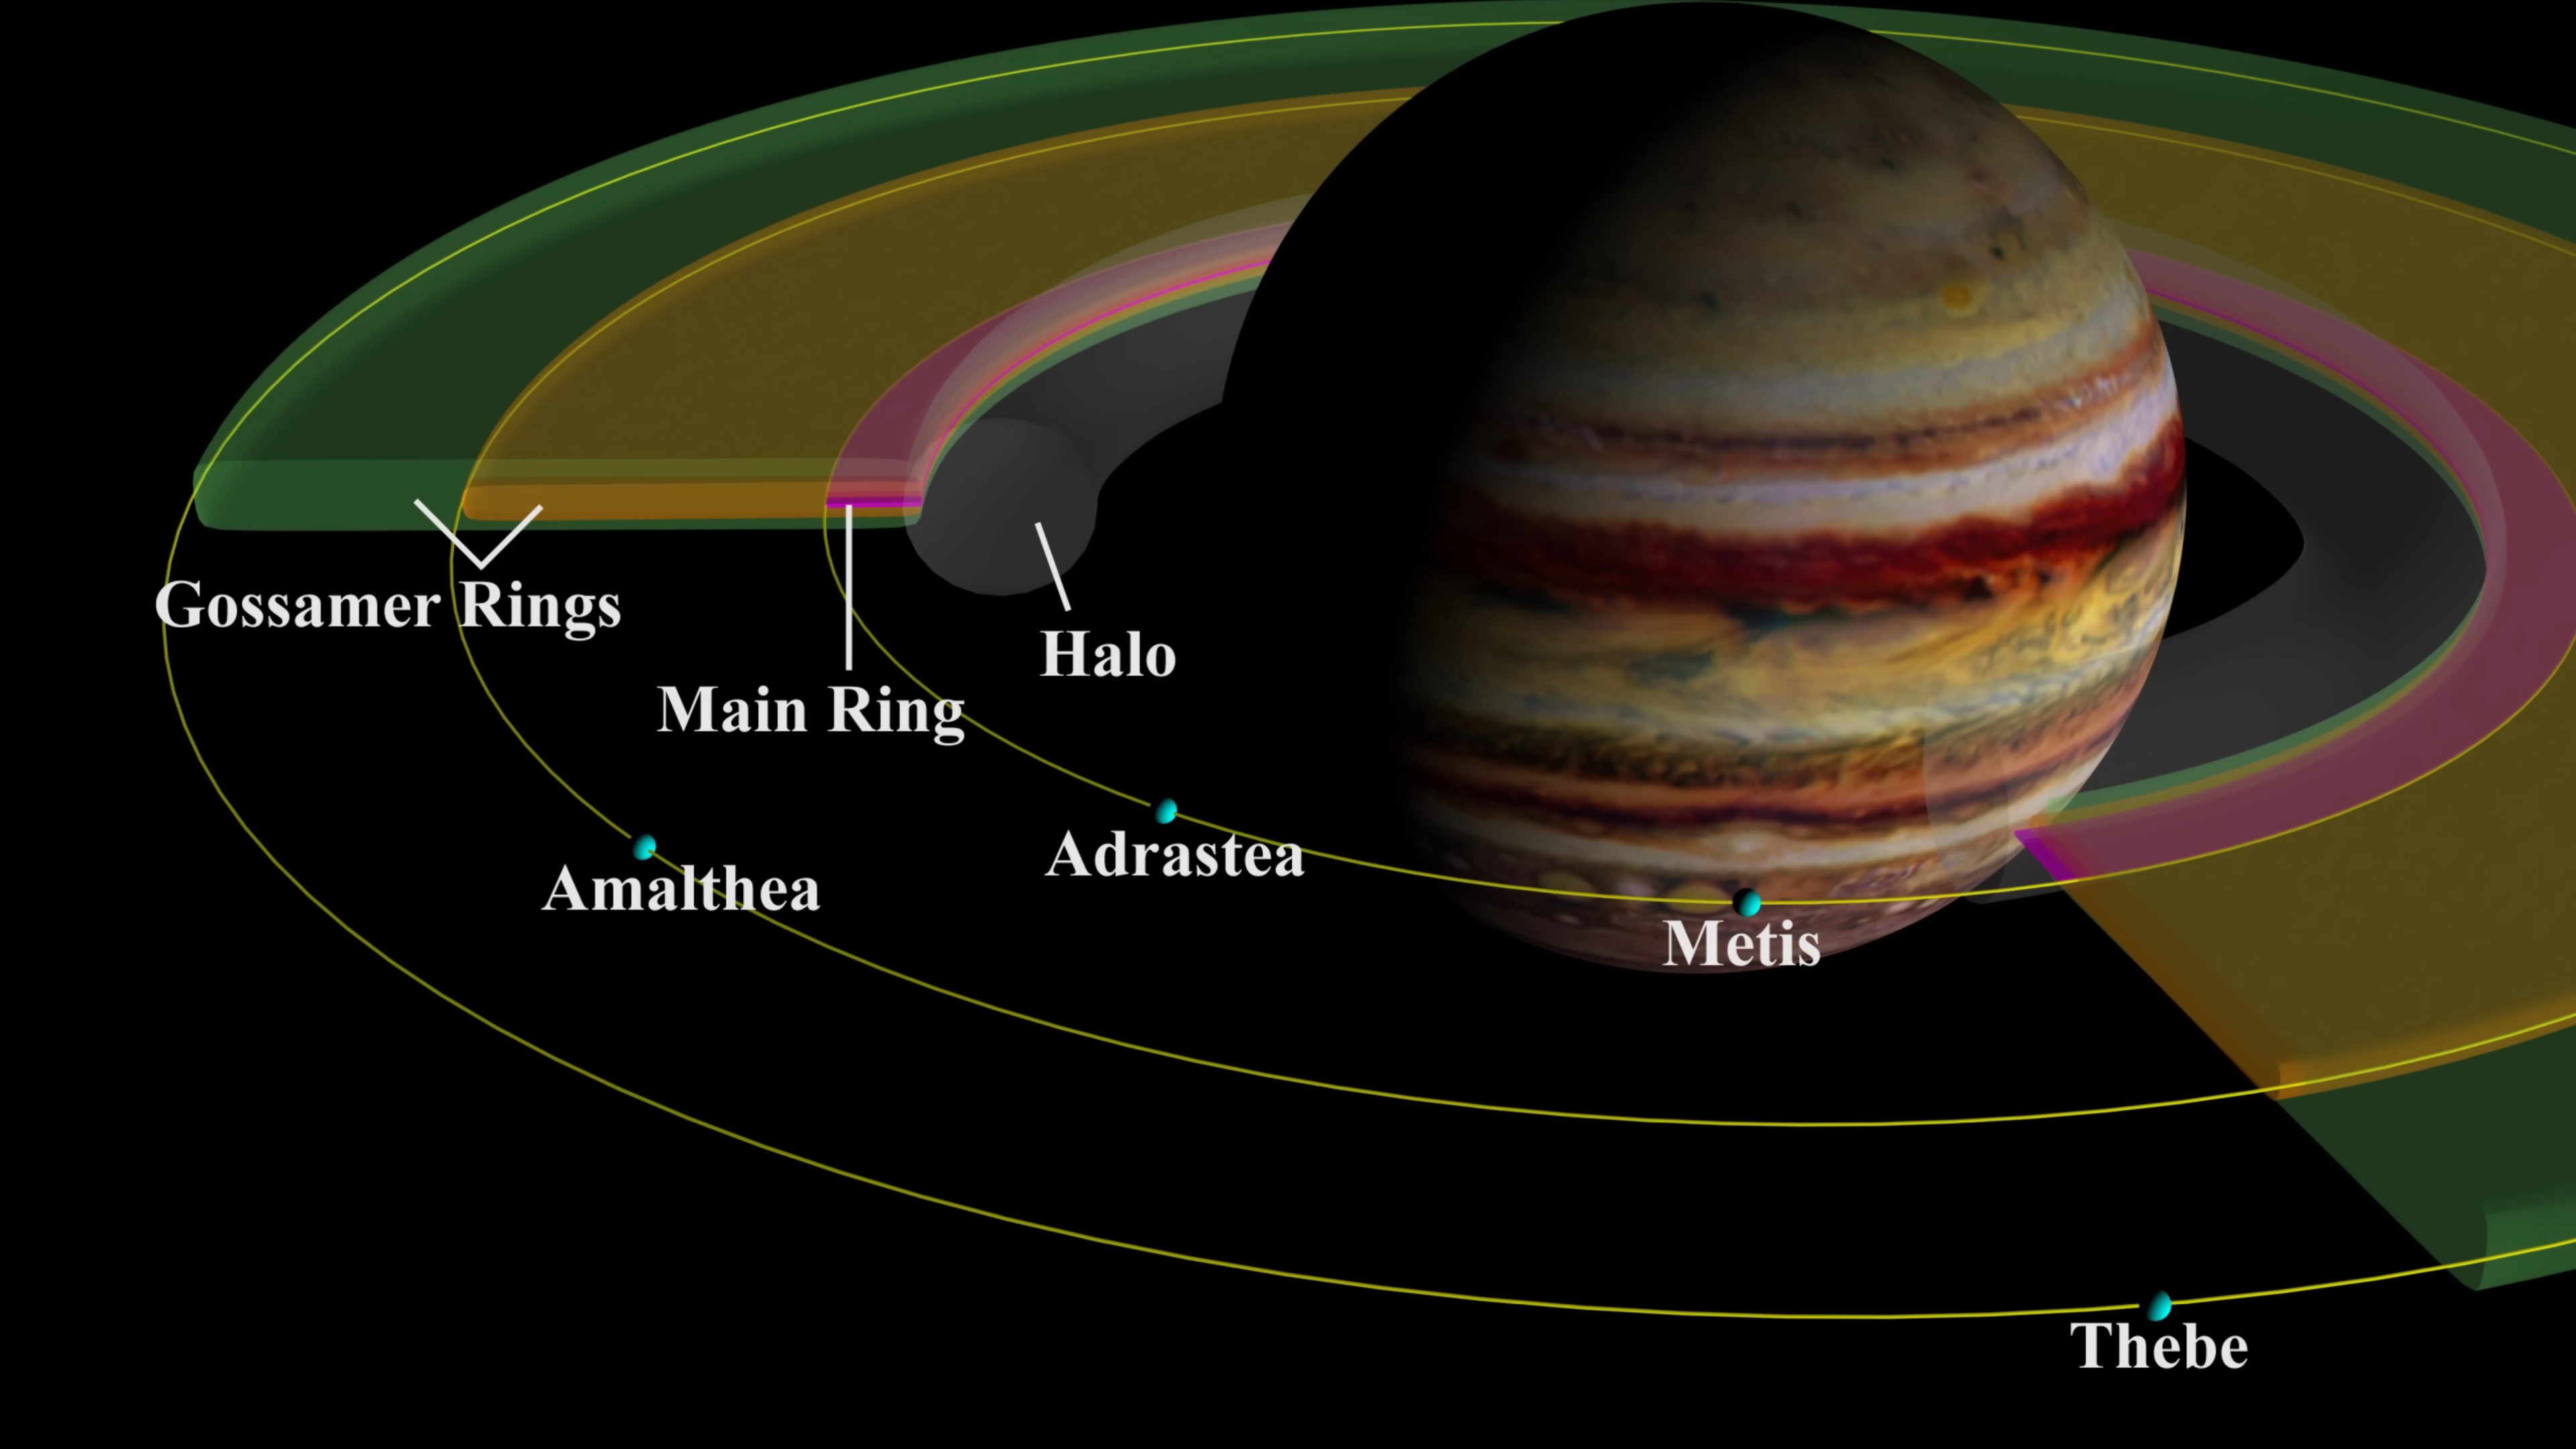 Gossamer Rings
Halo
Main Ring
Adrastea
Amalthea
Metis
Thebe